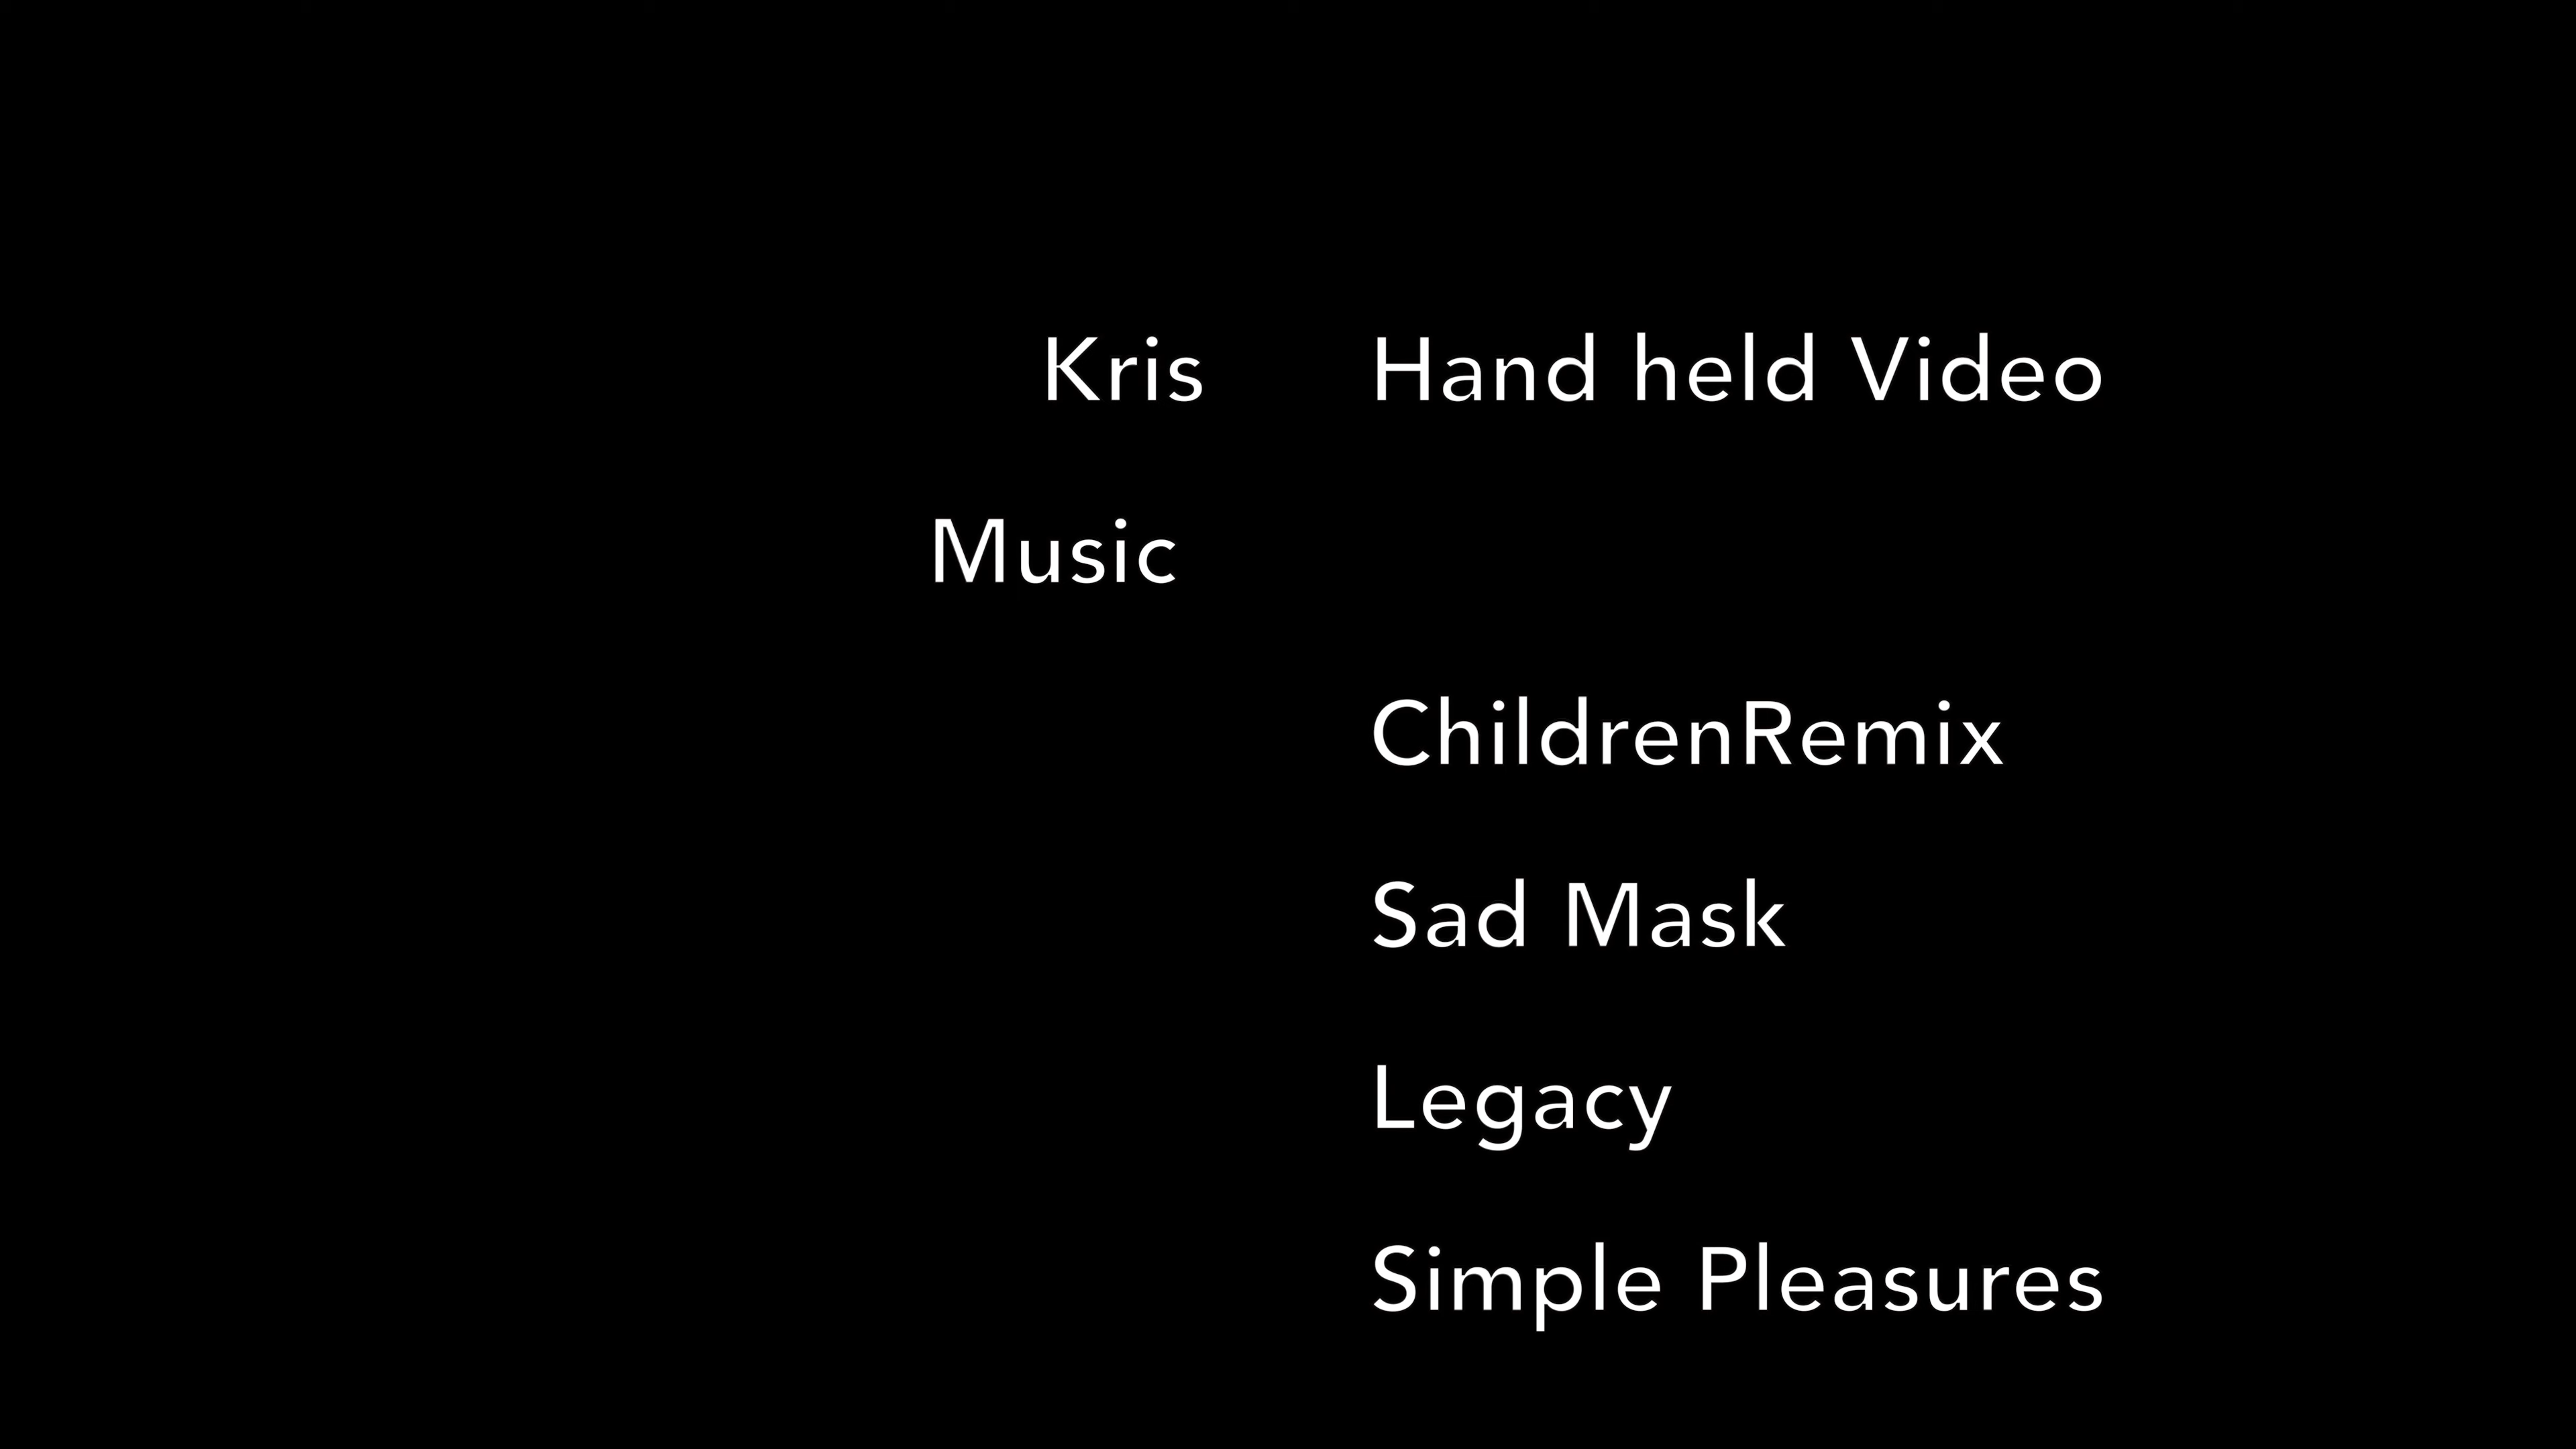 Kris Hand held Video
Music
ChildrenRemix
Sad Mask
Legacy
Simple Pleasures